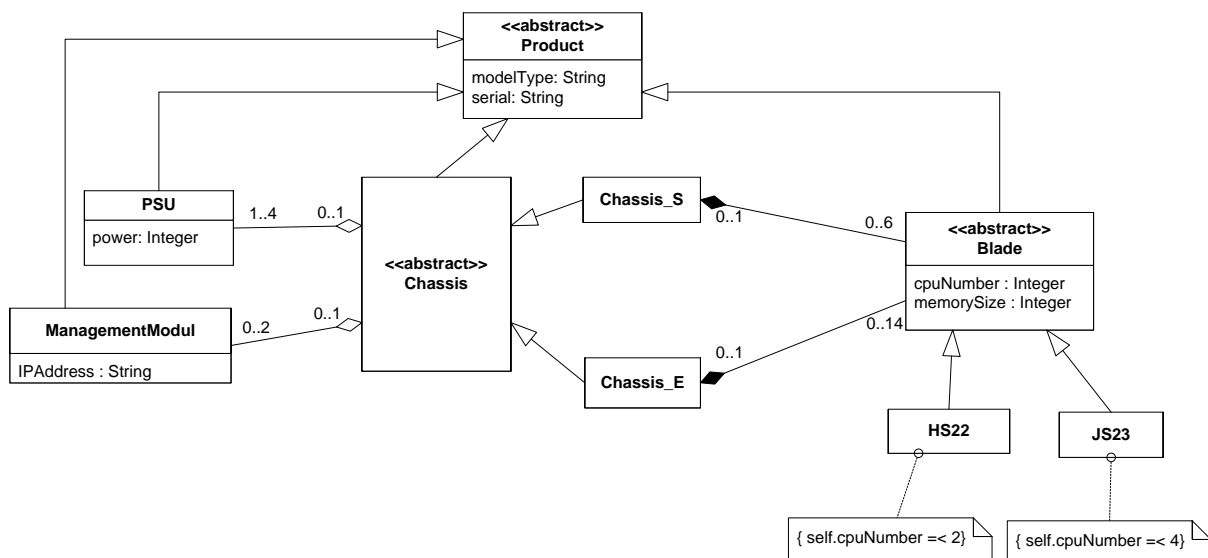 <<abstract>>
Product
modelType: String
serial: String
PSU
power: Integer
1..4
0..1
<<abstract>>
Chassis
Chassis_S
0..1
0..6
<<abstract>>
Blade
cpuNumber : Integer
memorySize : Integer
ManagementModul
IPAddress : String
0..2
0..1
Chassis_E
0..1
0..14
HS22
JS23
{ self.cpuNumber =< 2}
{ self.cpuNumber =< 4}